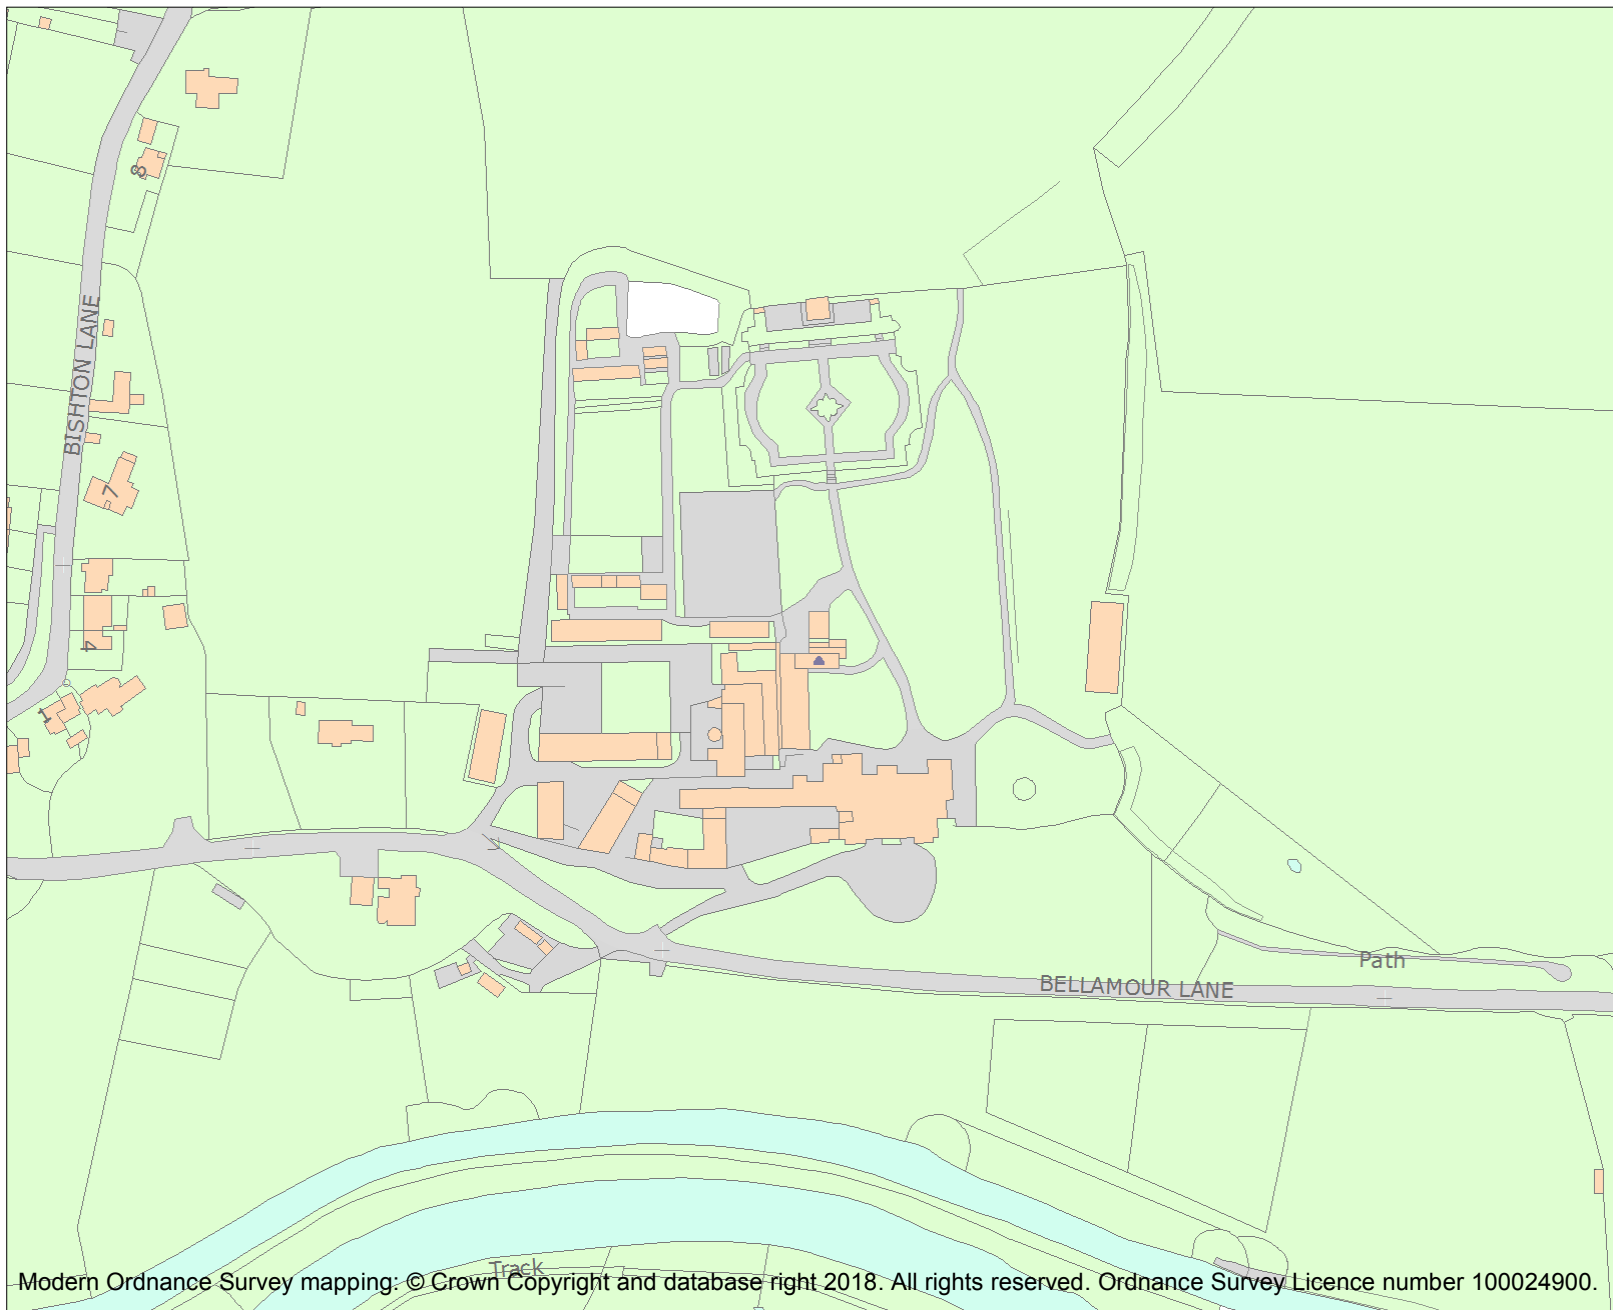 8
BISHTON LANE
7
4
1
Path
BELLAMOUR LANE
Track
Modern Ordnance Survey mapping: © Crown Copyright and database right 2018. All rights reserved. Ordnance Survey Licence number 100024900.